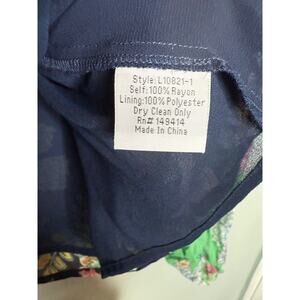 Style: L10821-1
Self: 100% Rayon
Lining: 100% Polyester
Dry Clean Only
Rn# 149414
Made In China